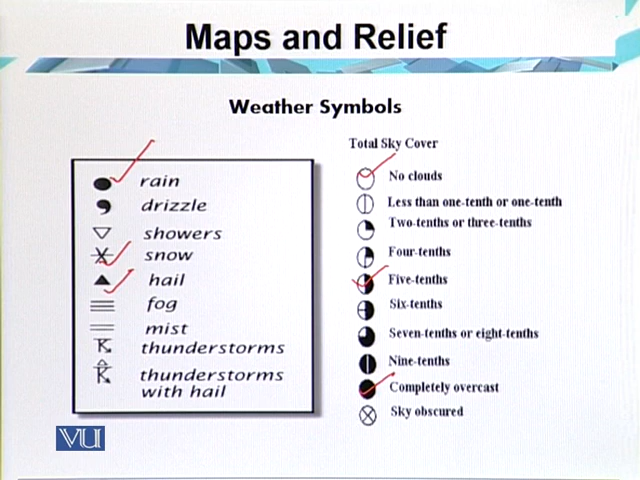 Maps and Relief
Weather Symbols
rain
drizzle
showers
snow
hail
fog
mist
thunderstorms
thunderstorms
with hail
Total Sky Cover
No clouds
Less than one-tenth or one-tenth
Two-tenths or three-tenths
Four-tenths
Five-tenths
Six-tenths
Seven-tenths or eight-tenths
Nine-tenths
Completely overcast
Sky obscured
VU